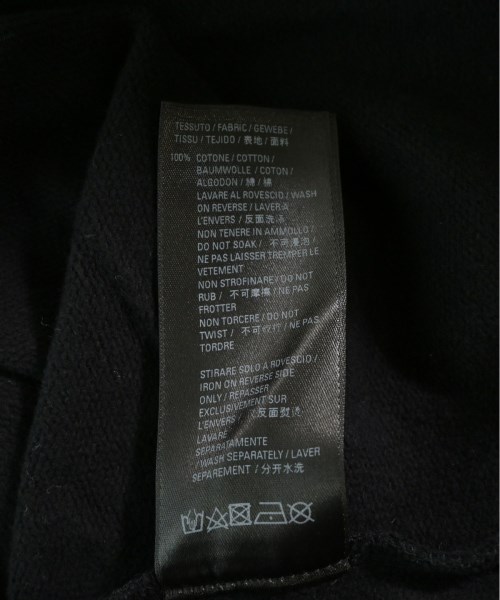 TESSUTO / FABRIC / GEWEBE /
TISSU / TEJIDO / 表地 / 面料
100% COTONE / COTTON /
BAUMWOLLE / COTON /
ALGODON / 綿 / 棉
LAVARE AL ROVESCIO / WASH
ON REVERSE / LAVER A
L'ENVERS / 反面洗涤
NON TENERE IN AMMOLLO /
DO NOT SOAK / 不可浸泡 /
NE PAS LAISSER TREMPER LE
VETEMENT
NON STROFINARE / DO NOT
RUB / 不可摩擦 / NE PAS
FROTTER
NON TORCERE / DO NOT
TWIST / 不可拧 / NE PAS
TORDRE
STIRARE SOLO A ROVESCIO /
IRON ON REVERSE SIDE
ONLY / REPASSER
EXCLUSIVEMENT SUR
L'ENVERS / 反面熨烫
LAVARE
SEPARATAMENTE
/ WASH SEPARATELY / LAVER
SEPAREMENT / 分开水洗